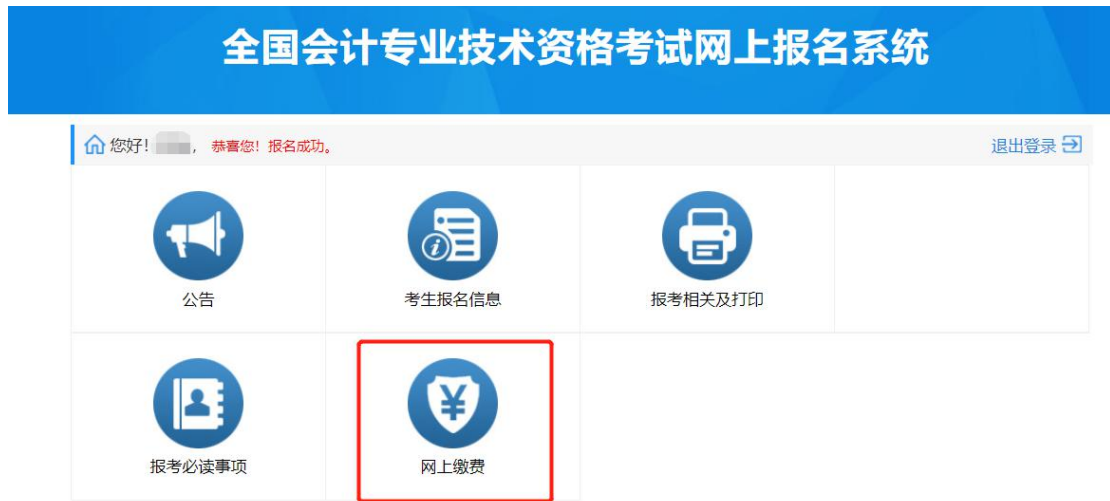 全国会计专业技术资格考试网上报名系统
您好! , 恭喜您! 报名成功。 退出登录
公告 考生报名信息 报考相关及打印
报考必读事项 网上缴费